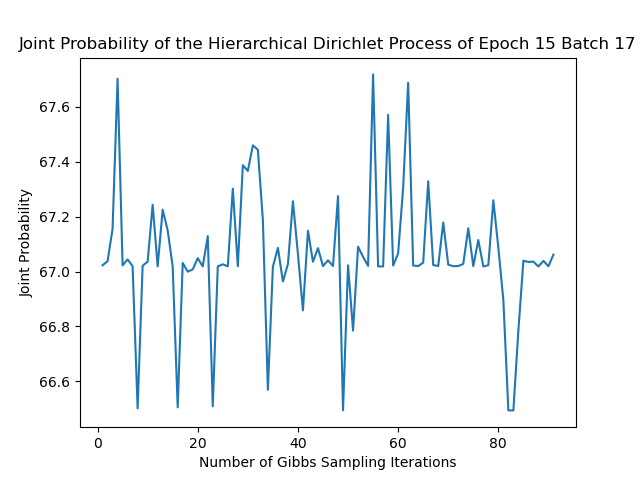 Joint Probability of the Hierarchical Dirichlet Process of Epoch 15 Batch 17
67.6
67.4
67.2
67.0
66.8
66.6
Joint Probability
0 20 40 60 80
Number of Gibbs Sampling Iterations